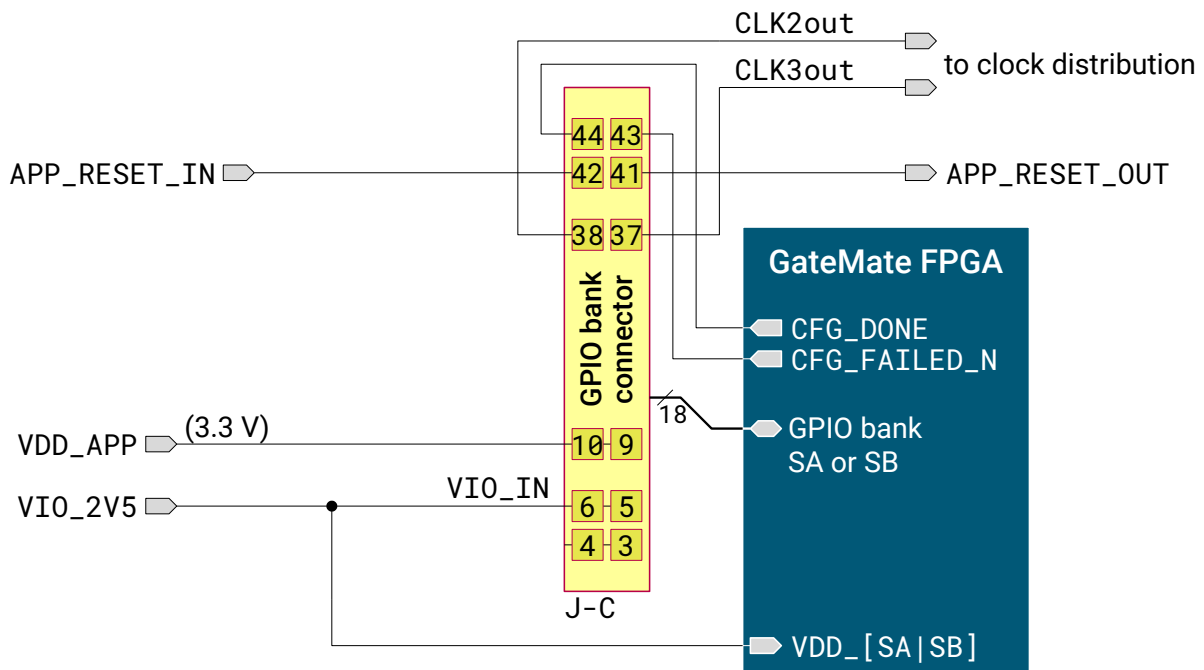 CLK2out
to clock distribution
CLK3out
44 43
APP_RESET_IN 42 41 APP_RESET_OUT
38 37
GateMate FPGA
GPIO bank
connector
CFG_DONE
CFG_FAILED_N
18
GPIO bank
SA or SB
(3.3 V)
VDD_APP 10 9
VIO_IN
VIO_2V5 6 5
4 3
J-C
VDD_[SA|SB]